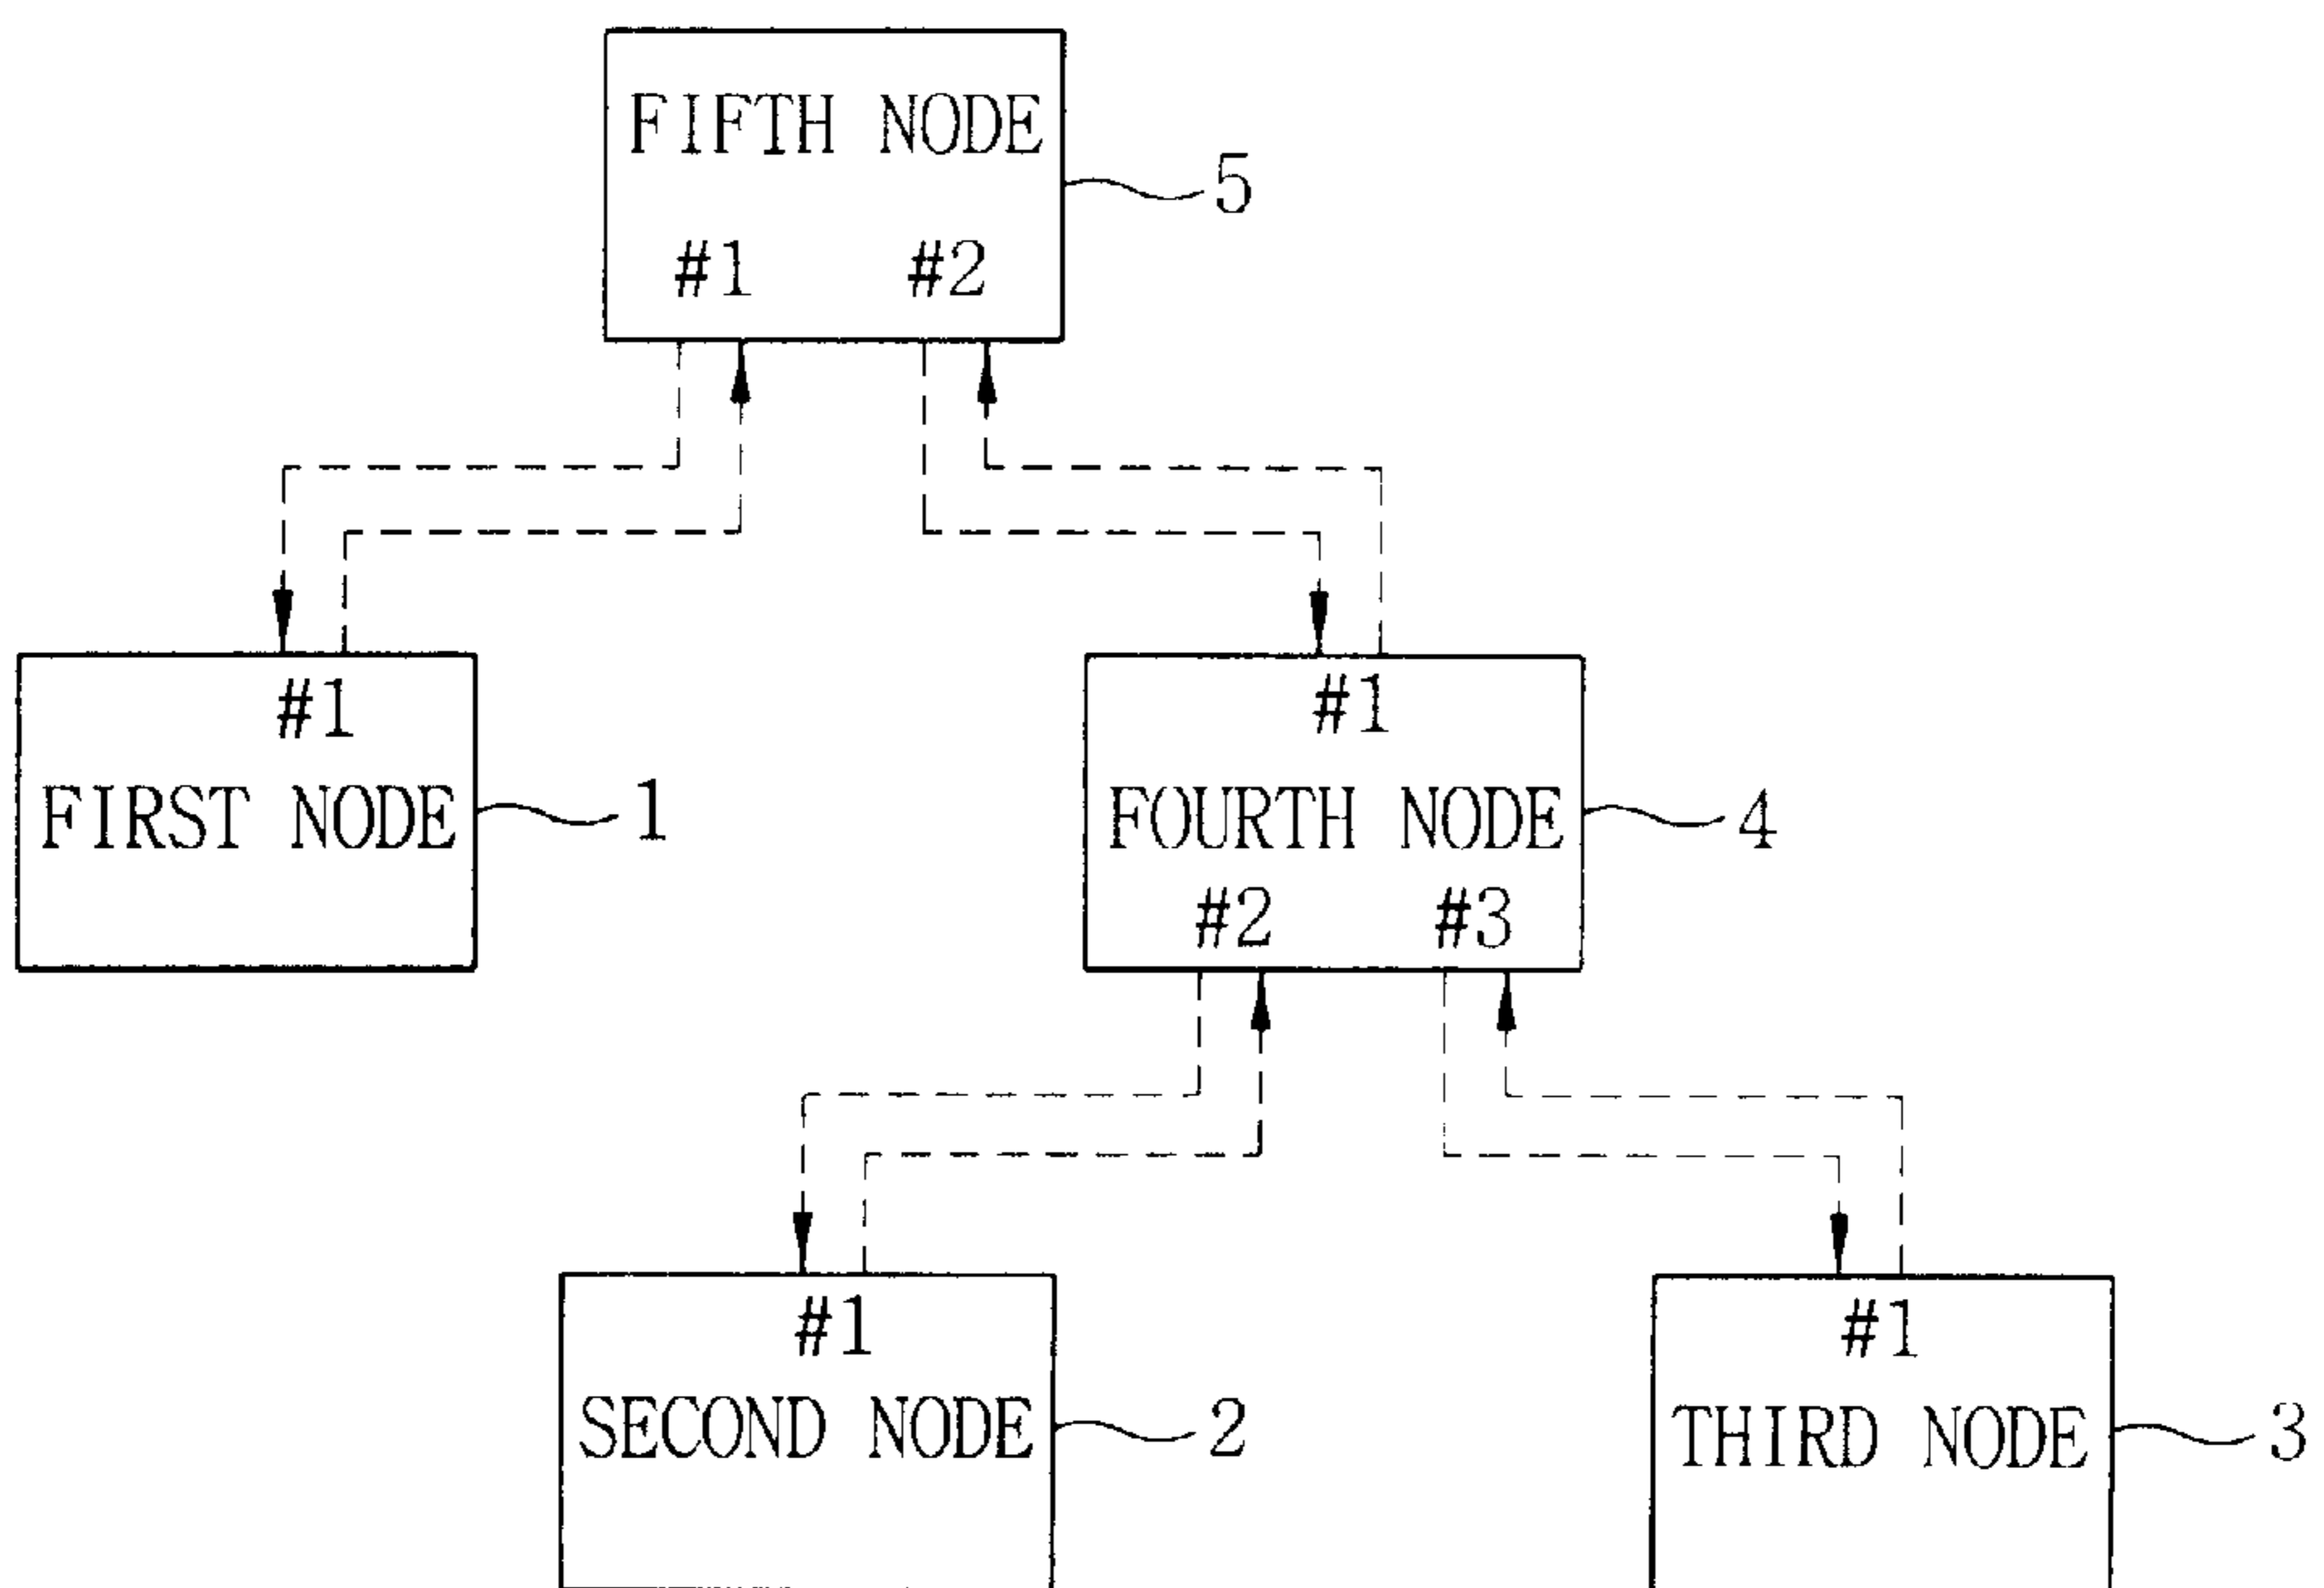 FIFTH NODE
5
#1 #2
#1
#1
FIRST NODE
1
FOURTH NODE
4
#2 #3
#1
#1
SECOND NODE
2
THIRD NODE
3